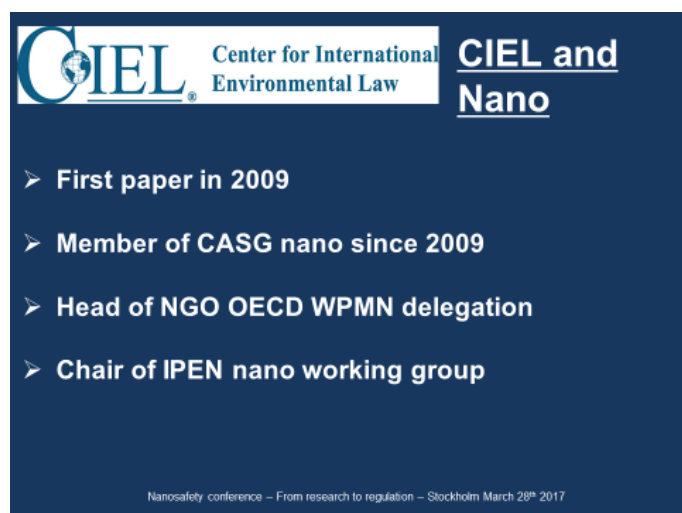 CIEL® Center for International
Environmental Law
CIEL and
Nano
➢ First paper in 2009
➢ Member of CASG nano since 2009
➢ Head of NGO OECD WPMN delegation
➢ Chair of IPEN nano working group
Nanosafety conference – From research to regulation – Stockholm March 28th 2017